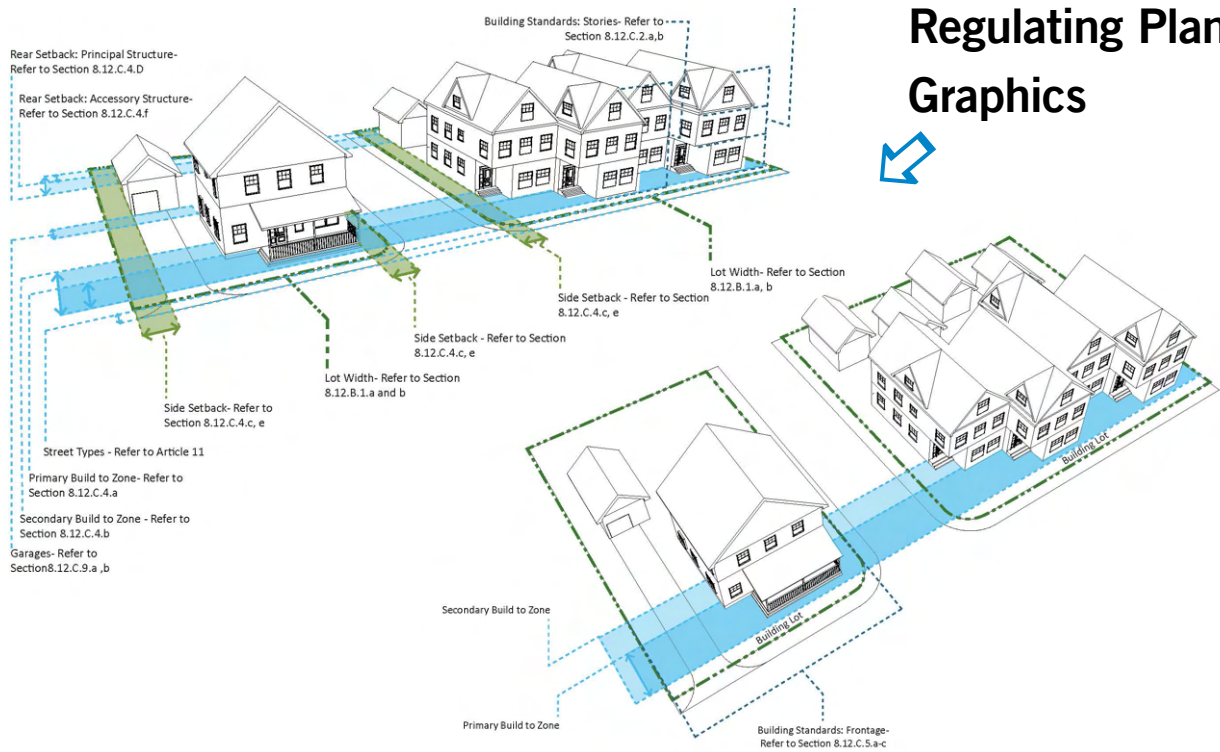 Regulating Plan
Graphics
Building Standards: Stories- Refer to
Section 8.12.C.2.a,b
Rear Setback: Principal Structure-
Refer to Section 8.12.C.4.D
Rear Setback: Accessory Structure-
Refer to Section 8.12.C.4.f
Lot Width- Refer to Section
8.12.B.1.a, b
Side Setback - Refer to Section
8.12.C.4.c, e
Side Setback - Refer to Section
8.12.C.4.c, e
Lot Width- Refer to Section
8.12.B.1.a and b
Side Setback- Refer to
Section 8.12.C.4.c, e
Street Types - Refer to Article 11
Primary Build to Zone- Refer to
Section 8.12.C.4.a
Secondary Build to Zone - Refer to
Section 8.12.C.4.b
Garages- Refer to
Section8.12.C.9.a ,b
Building Lot
Building Lot
Secondary Build to Zone
Primary Build to Zone
Building Standards: Frontage-
Refer to Section 8.12.C.5.a-c